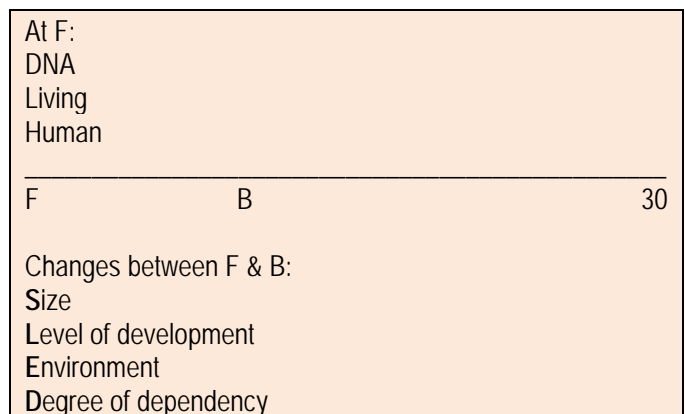 At F:
DNA
Living
Human
F B 30
Changes between F & B:
Size
Level of development
Environment
Degree of dependency